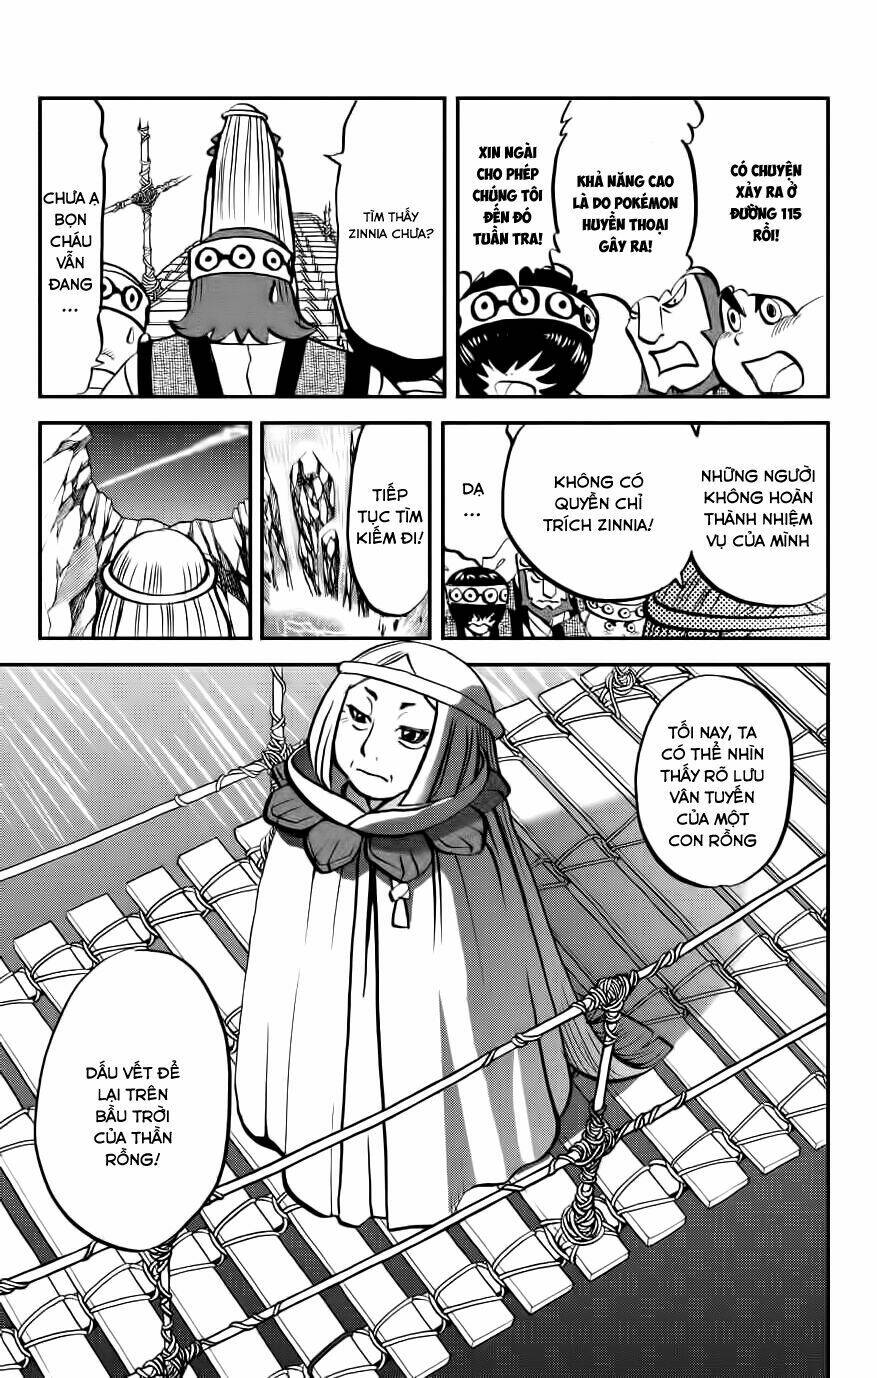 CÓ CHUYỆN
XẢY RA Ở
ĐƯỜNG 115
RỒI!
KHẢ NĂNG CAO
LÀ DO POKÉMON
HUYỀN THOẠI
GÂY RA!
XIN NGÀI
CHO PHÉP
CHÚNG TÔI
ĐẾN ĐÓ
TUẦN TRA!
TÌM THẤY
ZINNIA CHƯA?
CHƯA Ạ
BỌN
CHÁU
VẪN
ĐANG
...
NHỮNG NGƯỜI
KHÔNG HOÀN
THÀNH NHIỆM
VỤ CỦA MÌNH
KHÔNG CÓ
QUYỀN CHỈ
TRÍCH ZINNIA!
DẠ
...
TIẾP
TỤC TÌM
KIẾM ĐI!
TỐI NAY, TA
CÓ THỂ NHÌN
THẤY RÕ LƯU
VÂN TUYẾN
CỦA MỘT
CON RỒNG
DẤU VẾT ĐỂ
LẠI TRÊN
BẦU TRỜI
CỦA THẦN
RỒNG!